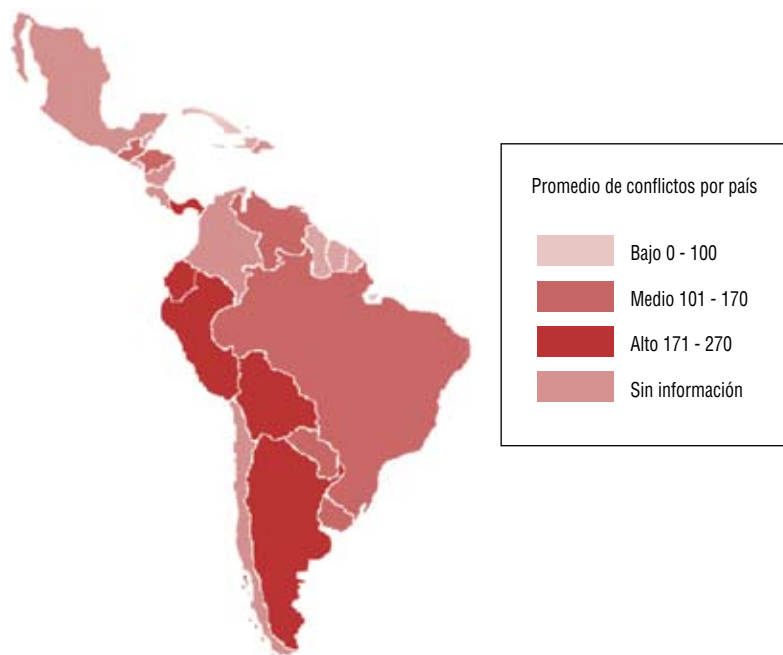 Promedio de conflictos por país
Bajo 0 - 100
Medio 101 - 170
Alto 171 - 270
Sin información